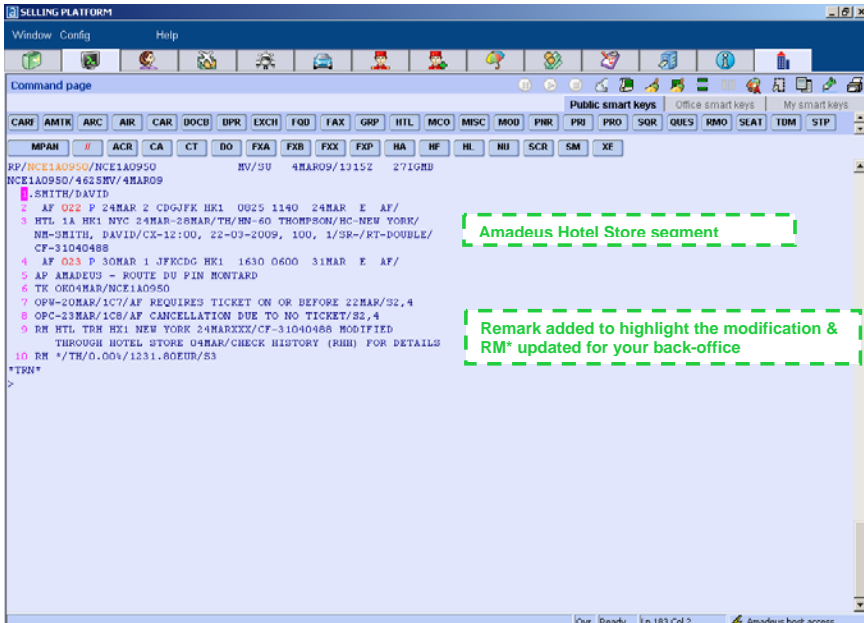 SELLING PLATFORM
Window Config Help
Command page
Public smart keys Office smart keys My smart keys
CARF AMTK ARC AIR CAR DOCU DPR EXCH FQD FAX GRP HTL MCO MISC MOD PNR PRI PRO SQR QUES RMO SEAT TDM STP
MPAN // ACR CA CT DO FXA FXB FXX FXP HA HF HL NU SCR SM XE
RP/NCE1A0950/NCE1A0950 MV/SU 4MAR09/1315Z 27IGMB
NCE1A0950/4625MV/4MAR09
1.SMITH/DAVID
2 AF 022 P 24MAR 2 CDGJFK HK1 0825 1140 24MAR E AF/
3 HTL 1A HK1 NYC 24MAR-28MAR/TH/HN-60 THOMPSON/HC-NEW YORK/
NM-SMITH, DAVID/CX-12:00, 22-03-2009, 100, 1/SR-/RT-DOUBLE/
CF-31040488
Amadeus Hotel Store segment
4 AF 023 P 30MAR 1 JFKCDG HK1 1630 0600 31MAR E AF/
5 AP AMADEUS - ROUTE DU PIN MONTARD
6 TK OK04MAR/NCE1A0950
7 OPW-20MAR/1C7/AF REQUIRES TICKET ON OR BEFORE 22MAR/S2,4
8 OPC-23MAR/1C8/AF CANCELLATION DUE TO NO TICKET/S2,4
9 RM HTL TRH HX1 NEW YORK 24MARXXX/CF-31040488 MODIFIED
THROUGH HOTEL STORE 04MAR/CHECK HISTORY (RHH) FOR DETAILS
10 RM */TH/0.00%/1231.80EUR/S3
Remark added to highlight the modification &
RM* updated for your back-office
*TRN*
>
Ovr Ready Ln 183 Col 2 Amadeus host access